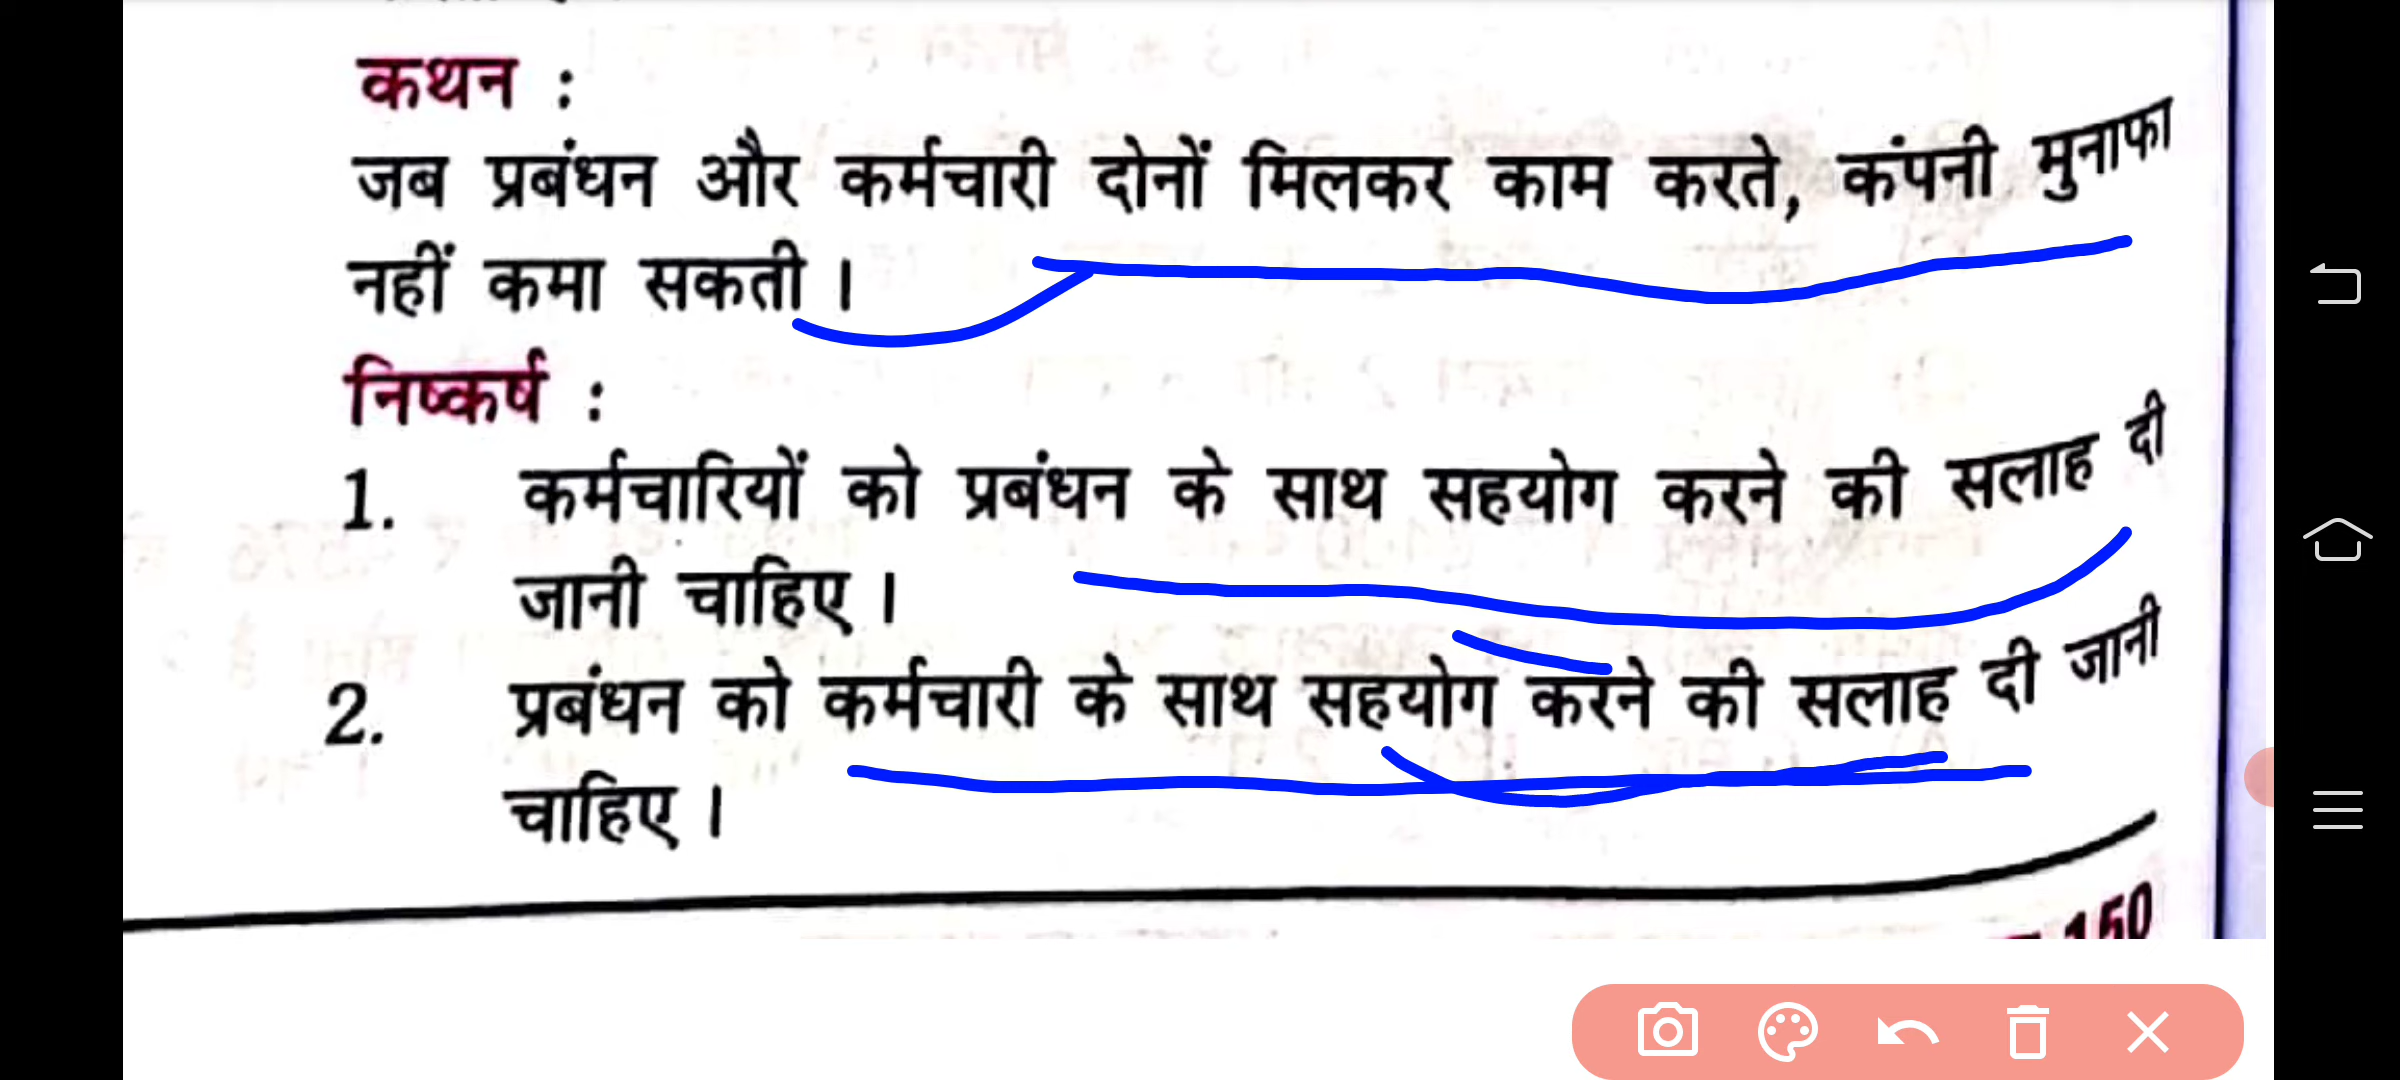 कथन :
जब प्रबंधन और कर्मचारी दोनों मिलकर काम करते, कंपनी मुनाफा
नहीं कमा सकती ।
निष्कर्ष :
1. कर्मचारियों को प्रबंधन के साथ सहयोग करने की सलाह दी
जानी चाहिए ।
2. प्रबंधन को कर्मचारी के साथ सहयोग करने की सलाह दी जानी
चाहिए ।
150